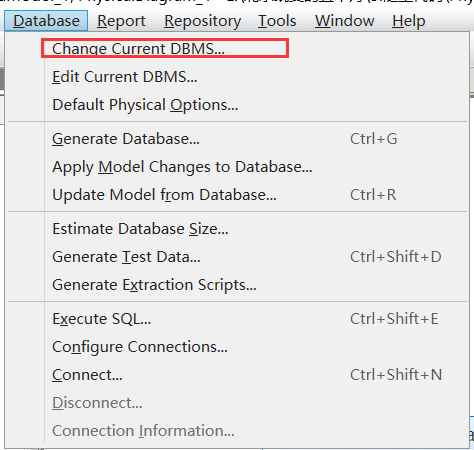 Database Report Repository Tools Window Help
Change Current DBMS...
Edit Current DBMS...
Default Physical Options...
Generate Database... Ctrl+G
Apply Model Changes to Database...
Update Model from Database... Ctrl+R
Estimate Database Size...
Generate Test Data... Ctrl+Shift+D
Generate Extraction Scripts...
Execute SQL... Ctrl+Shift+E
Configure Connections...
Connect... Ctrl+Shift+N
Disconnect...
Connection Information...